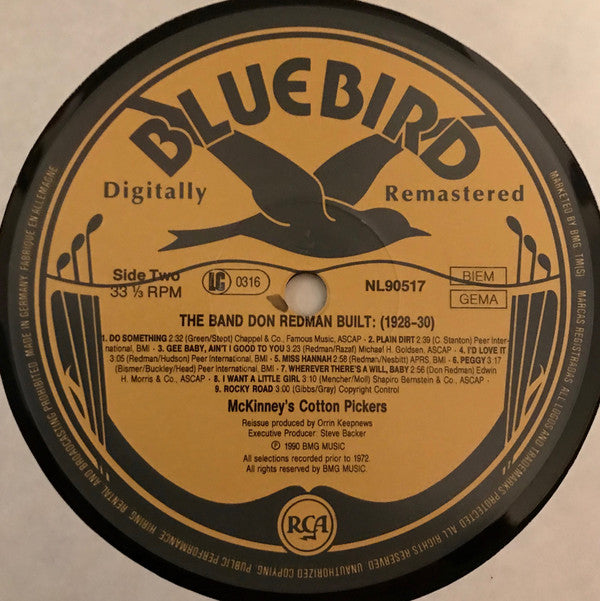 BLUEBIRD
Digitally Remastered
Side Two
33 ⅓ RPM
LC 0316
NL90517
BIEM
GEMA
THE BAND DON REDMAN BUILT: (1928-30)
1. DO SOMETHING 2:32 (Green/Stept) Chappel & Co., Famous Music, ASCAP · 2. PLAIN DIRT 2:39 (C. Stanton) Peer Inter-
national, BMI · 3. GEE BABY, AIN'T I GOOD TO YOU 3:23 (Redman/Razaf) Michael H. Goldsen, ASCAP · 4. I'D LOVE IT
3:05 (Redman/Hudson) Peer International, BMI · 5. MISS HANNAH 2:58 (Redman/Nesbitt) APRS, BMI · 6. PEGGY 3:17
(Bismer/Buckley/Head) Peer International, BMI · 7. WHEREVER THERE'S A WILL, BABY 2:56 (Don Redman) Edwin
H. Morris & Co., ASCAP · 8. I WANT A LITTLE GIRL 3:10 (Mencher/Moll) Shapiro Bernstein & Co., ASCAP
9. ROCKY ROAD 3:00 (Gibbs/Gray) Copyright Control
McKinney's Cotton Pickers
Reissue produced by Orrin Keepnews
Executive Producer: Steve Backer
℗ 1990 BMG MUSIC.
All selections recorded prior to 1972.
All rights reserved by BMG MUSIC.
RCA
MARKETED BY BMG TM(S) MARCAS REGISTRADAS ALL LOGOS AND TRADEMARKS PROTECTED. ALL RIGHTS RESERVED. UNAUTHORIZED COPYING, PUBLIC PERFORMANCE, HIRING, RENTAL AND BROADCASTING PROHIBITED. MADE IN GERMANY FABRIQUE EN ALLEMAGNE